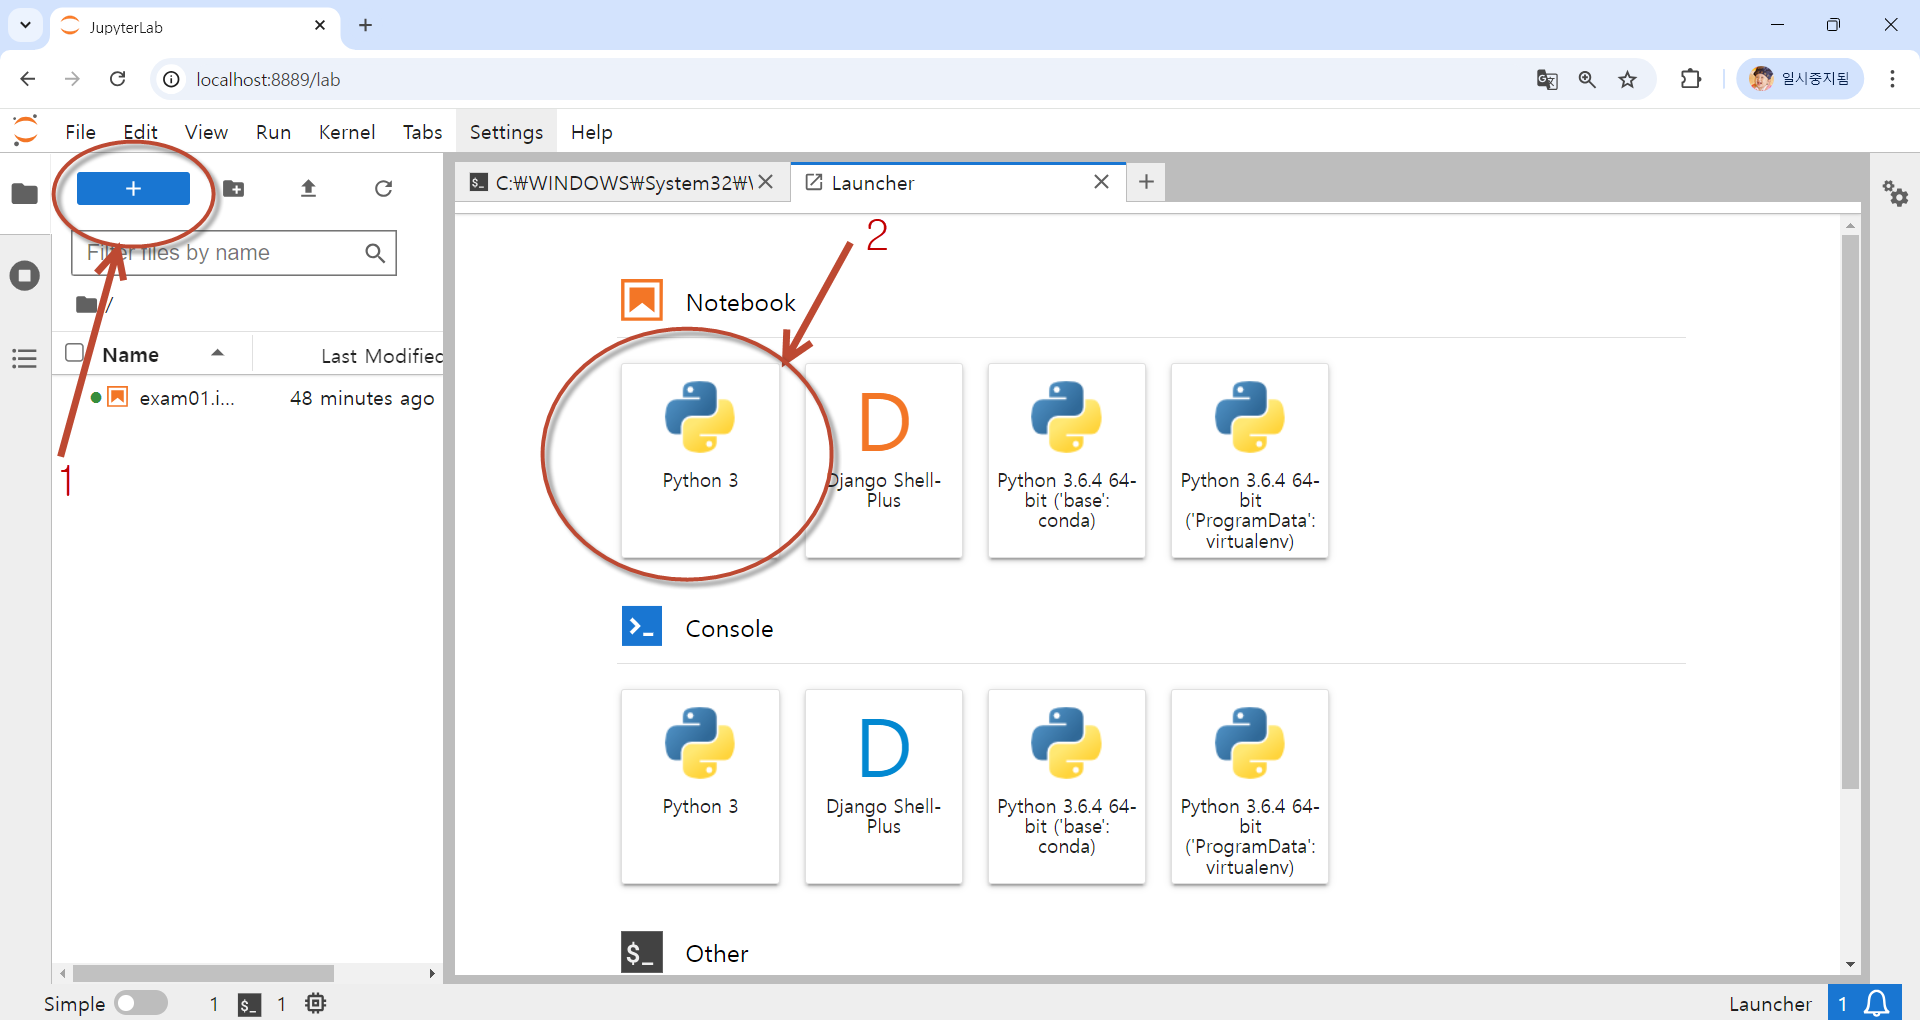 JupyterLab
localhost:8889/lab
일시중지됨
File Edit View Run Kernel Tabs Settings Help
C:₩WINDOWS₩System32₩
Launcher
2
Filter files by name
/
Name
Last Modified
exam01.i...
48 minutes ago
1
Notebook
Python 3
D
Django Shell-
Plus
Python 3.6.4 64-
bit ('base':
conda)
Python 3.6.4 64-
bit
('ProgramData':
virtualenv)
Console
Python 3
D
Django Shell-
Plus
Python 3.6.4 64-
bit ('base':
conda)
Python 3.6.4 64-
bit
('ProgramData':
virtualenv)
$_ Other
Simple 1 $_ 1
Launcher 1